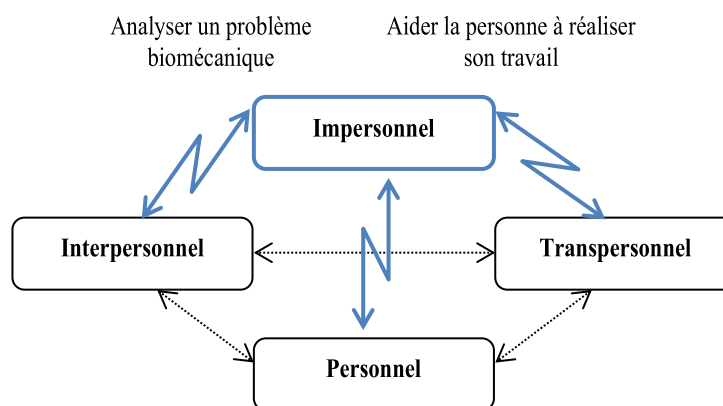 Analyser un problème
biomécanique
Aider la personne à réaliser
son travail
Impersonnel
Interpersonnel
Transpersonnel
Personnel